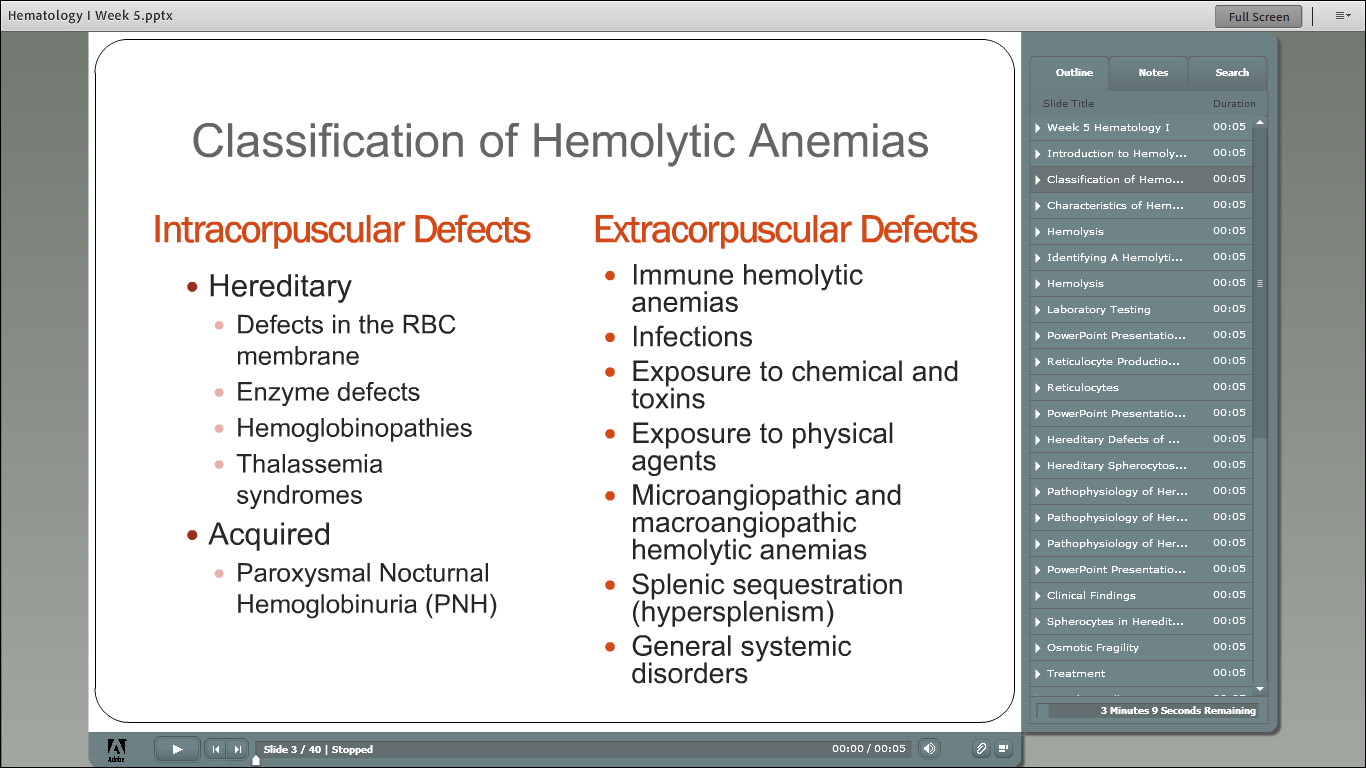 Hematology I Week 5.pptx
Full Screen
Classification of Hemolytic Anemias
Intracorpuscular Defects
• Hereditary
• Defects in the RBC
membrane
• Enzyme defects
• Hemoglobinopathies
• Thalassemia
syndromes
• Acquired
• Paroxysmal Nocturnal
Hemoglobinuria (PNH)
Extracorpuscular Defects
• Immune hemolytic
anemias
• Infections
• Exposure to chemical and
toxins
• Exposure to physical
agents
• Microangiopathic and
macroangiopathic
hemolytic anemias
• Splenic sequestration
(hypersplenism)
• General systemic
disorders
Outline Notes Search
Slide Title Duration
Week 5 Hematology I 00:05
Introduction to Hemoly... 00:05
Classification of Hemo... 00:05
Characteristics of Hem... 00:05
Hemolysis 00:05
Identifying A Hemolyti... 00:05
Hemolysis 00:05
Laboratory Testing 00:05
PowerPoint Presentatio... 00:05
Reticulocyte Productio... 00:05
Reticulocytes 00:05
PowerPoint Presentatio... 00:05
Hereditary Defects of ... 00:05
Hereditary Spherocytos... 00:05
Pathophysiology of Her... 00:05
Pathophysiology of Her... 00:05
Pathophysiology of Her... 00:05
PowerPoint Presentatio... 00:05
Clinical Findings 00:05
Spherocytes in Heredit... 00:05
Osmotic Fragility 00:05
Treatment 00:05
3 Minutes 9 Seconds Remaining
Adobe
Slide 3 / 40 | Stopped 00:00 / 00:05